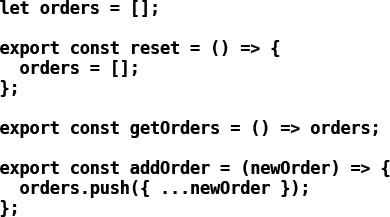 let orders = [];

export const reset = () => {
  orders = [];
};

export const getOrders = () => orders;

export const addOrder = (newOrder) => {
  orders.push({ ...newOrder });
};